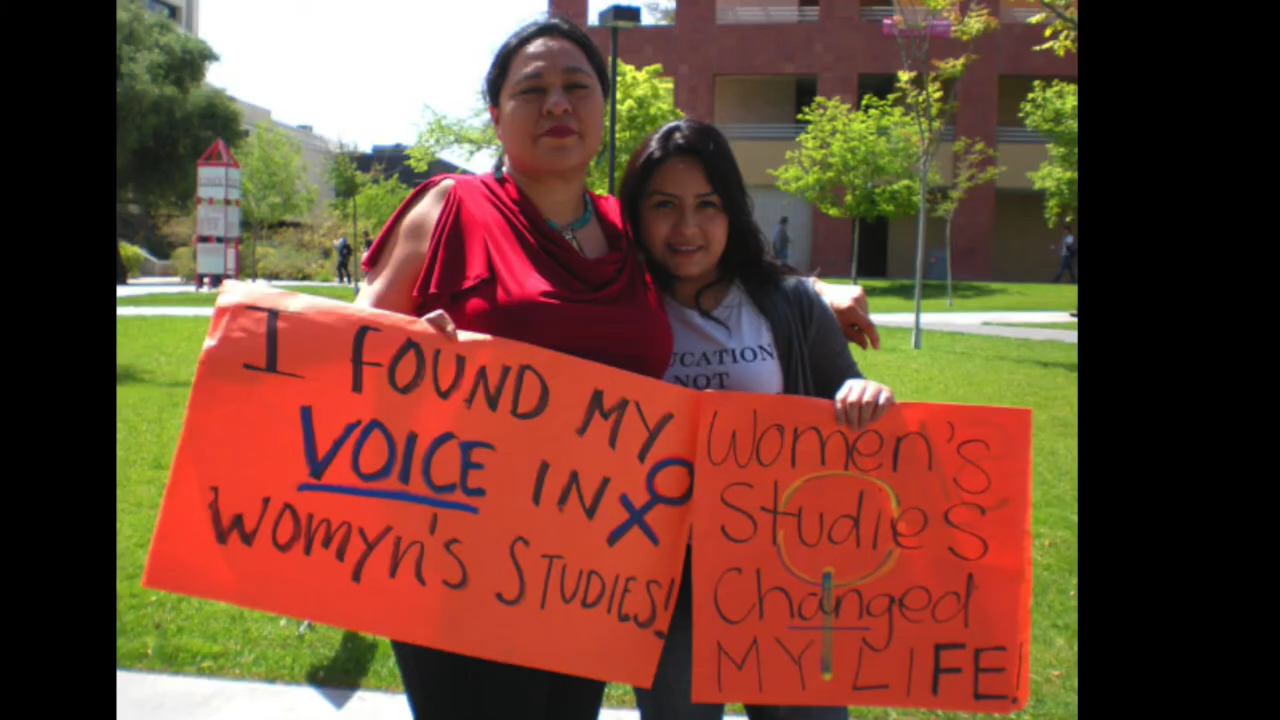 I FOUND MY
VOICE IN
WOMYN'S STUDIES!
UCATION
NOT
Women's
Studies
Changed
MY LIFE!